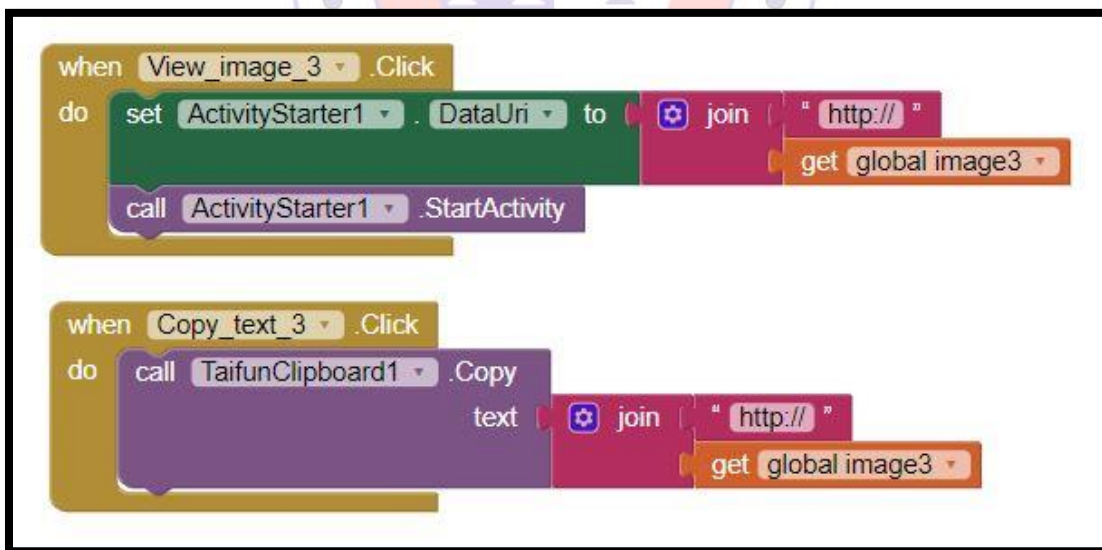 when View_image_3 .Click
do set ActivityStarter1 . DataUri to join " http:// "
get global image3
call ActivityStarter1 .StartActivity
when Copy_text_3 .Click
do call TaifunClipboard1 .Copy
text join " http:// "
get global image3